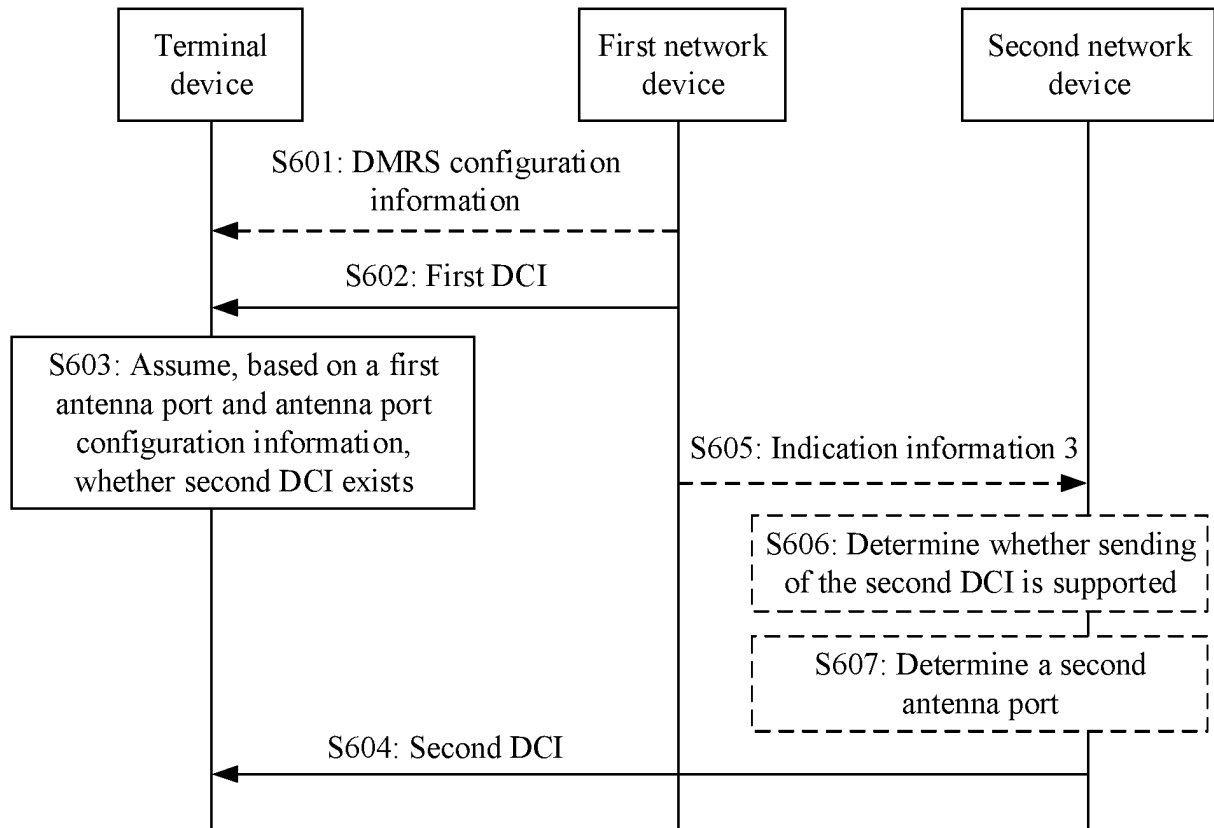 Terminal
device
First network
device
Second network
device
S601: DMRS configuration
information
S602: First DCI
S603: Assume, based on a first
antenna port and antenna port
configuration information,
whether second DCI exists
S605: Indication information 3
S606: Determine whether sending
of the second DCI is supported
S607: Determine a second
antenna port
S604: Second DCI